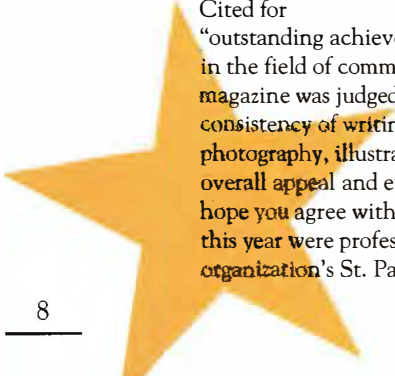 Cited for
"outstanding achieve
in the field of comm
magazine was judged
consistency of writin
photography, illustra
overall appeal and e
hope you agree with
this year were profes
organization's St. Pa
8